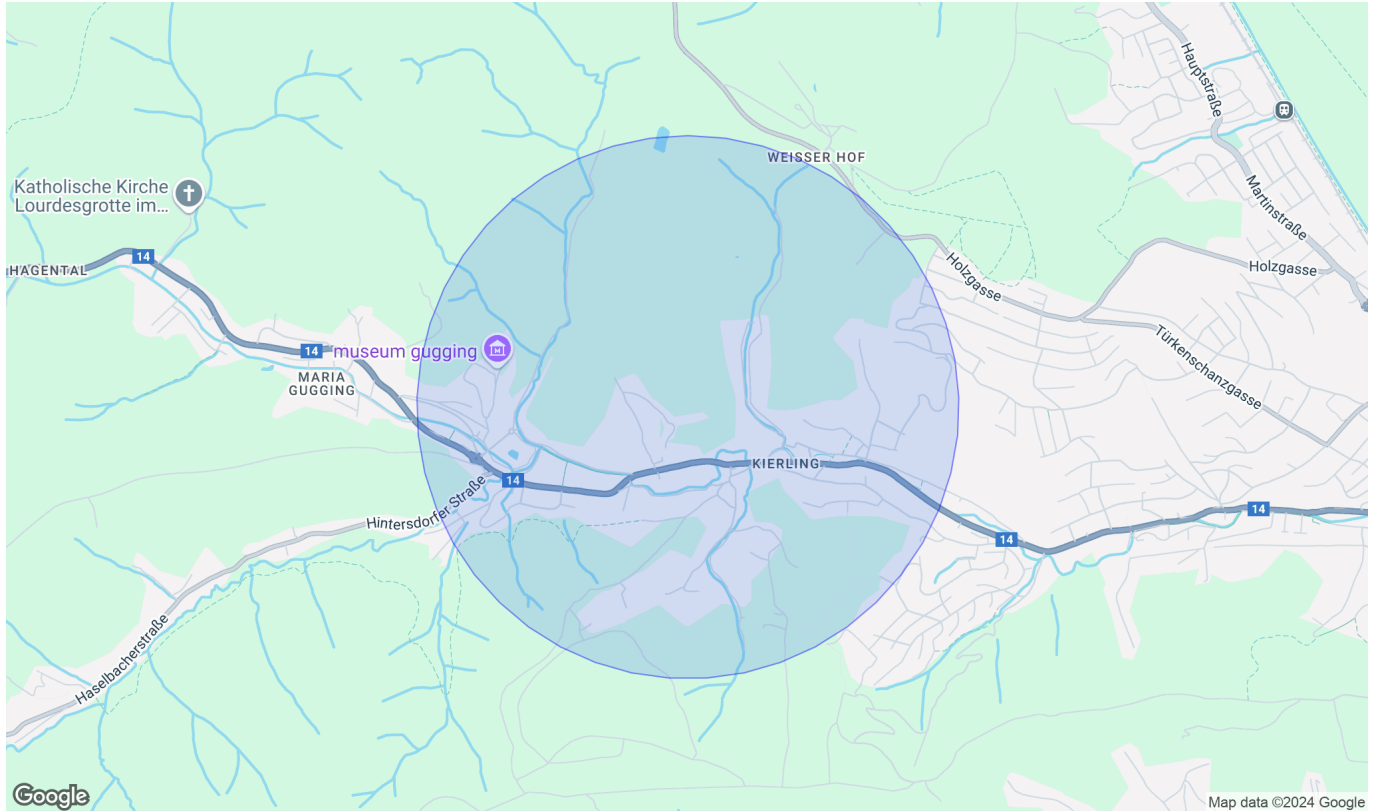 Hauptstraße
WEISSER HOF
Katholische Kirche
Lourdesgrotte im...
Martinstraße
14
HAGENTAL
Holzgasse
Holzgasse
14
museum gugging
MARIA
GUGGING
Türkenschanzgasse
KIERLING
14
Hintersdorfer Straße
14
14
Haselbacherstraße
Google
Map data ©2024 Google